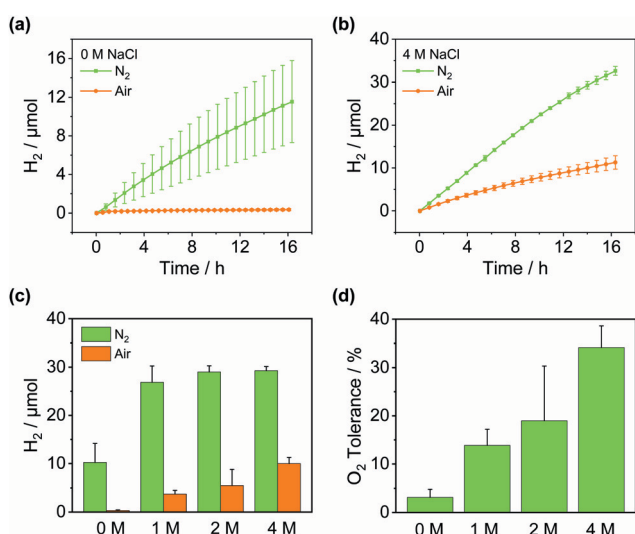 (a)
0 M NaCl
N₂
Air
H₂ / μmol
16
12
8
4
0
0 4 8 12 16
Time / h
(b)
4 M NaCl
N₂
Air
H₂ / μmol
40
30
20
10
0
0 4 8 12 16
Time / h
(c)
N₂
Air
H₂ / μmol
40
30
20
10
0
0 M 1 M 2 M 4 M
(d)
O₂ Tolerance / %
40
30
20
10
0
0 M 1 M 2 M 4 M